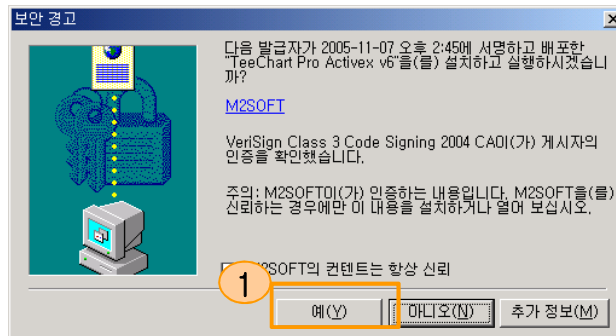 보안 경고
다음 발급자가 2005-11-07 오후 2:45에 서명하고 배포한
"TeeChart Pro Activex v6"을(를) 설치하고 실행하시겠습니
까?
M2SOFT
VeriSign Class 3 Code Signing 2004 CA이(가) 게시자의
인증을 확인했습니다.
주의: M2SOFT이(가) 인증하는 내용입니다. M2SOFT을(를)
신뢰하는 경우에만 이 내용을 설치하거나 열어 보십시오.
M2SOFT의 컨텐트는 항상 신뢰
1
예(Y) 아니오(N) 추가 정보(M)